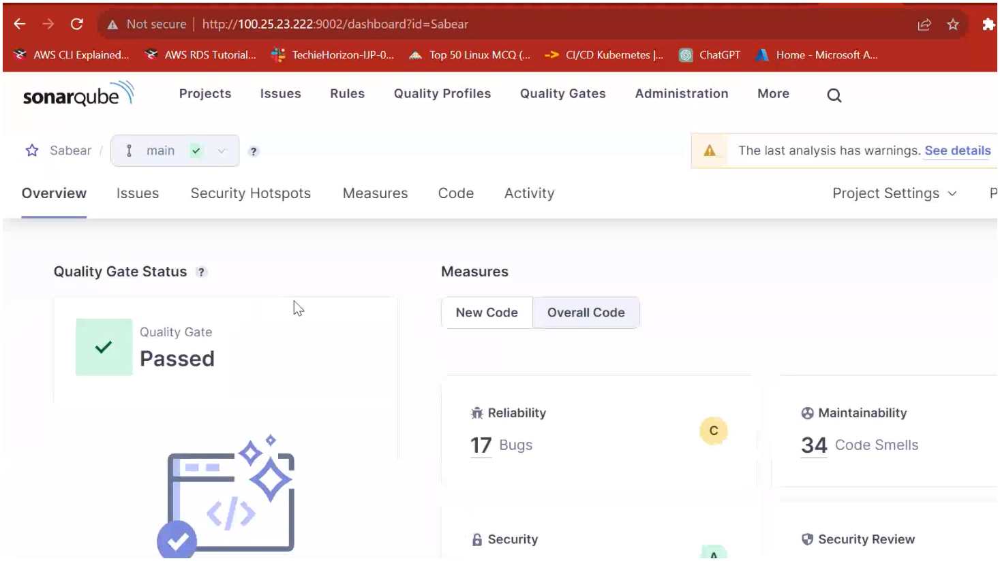 Not secure | http://100.25.23.222:9002/dashboard?id=Sabear
AWS CLI Explained... AWS RDS Tutorial... TechieHorizon-IJP-0... Top 50 Linux MCQ (... CI/CD Kubernetes |... ChatGPT Home - Microsoft A...
sonarqube Projects Issues Rules Quality Profiles Quality Gates Administration More
Sabear / main ? The last analysis has warnings. See details
Overview Issues Security Hotspots Measures Code Activity Project Settings P
Quality Gate Status ? Measures
New Code Overall Code
Quality Gate
Passed
Reliability Maintainability
C
17 Bugs 34 Code Smells
</>
Security Security Review
A